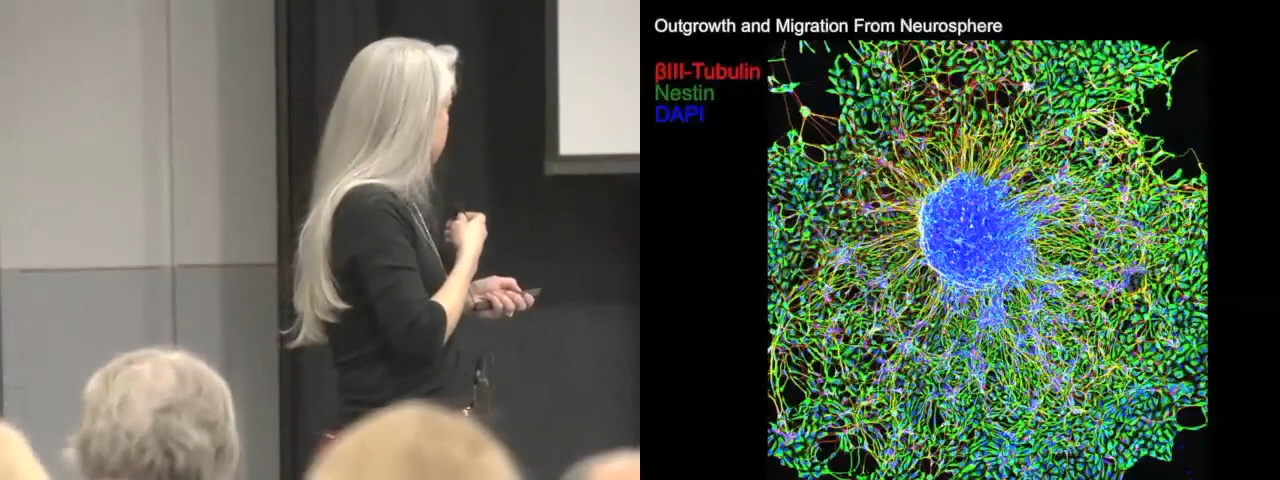 Outgrowth and Migration From Neurosphere
βIII-Tubulin
Nestin
DAPI